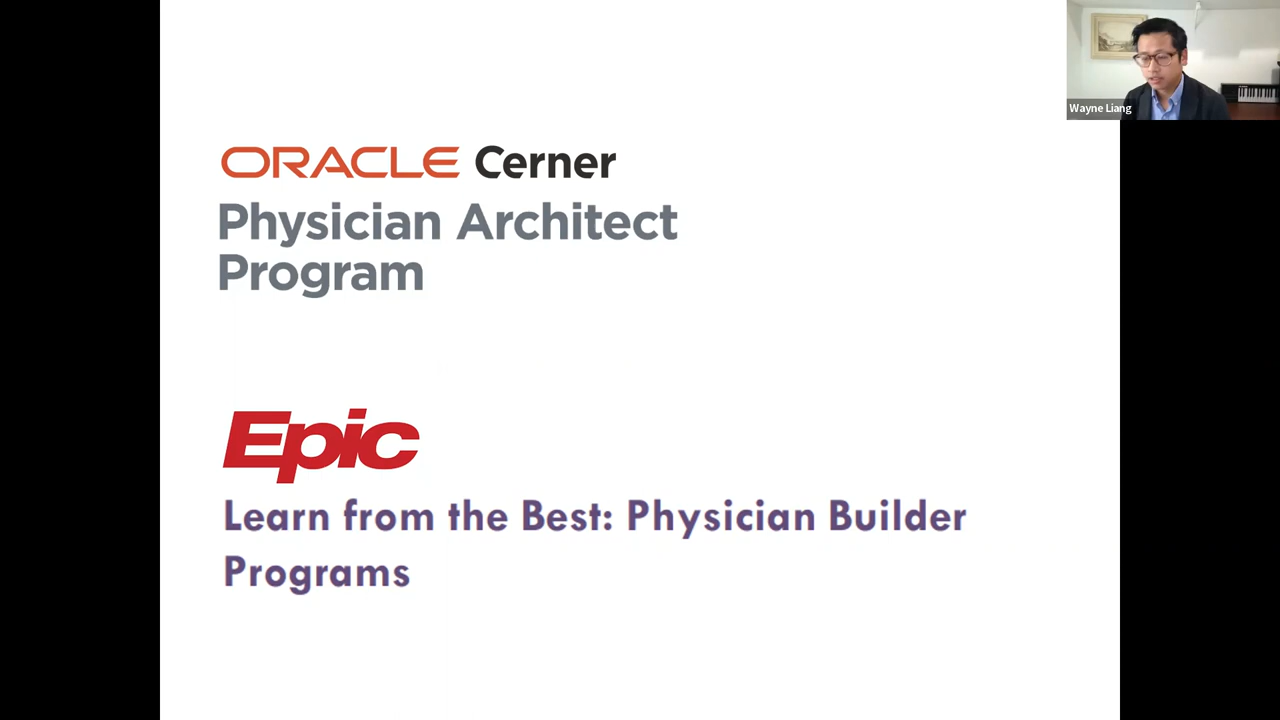 Wayne Liang
ORACLE Cerner
Physician Architect
Program
Epic
Learn from the Best: Physician Builder
Programs